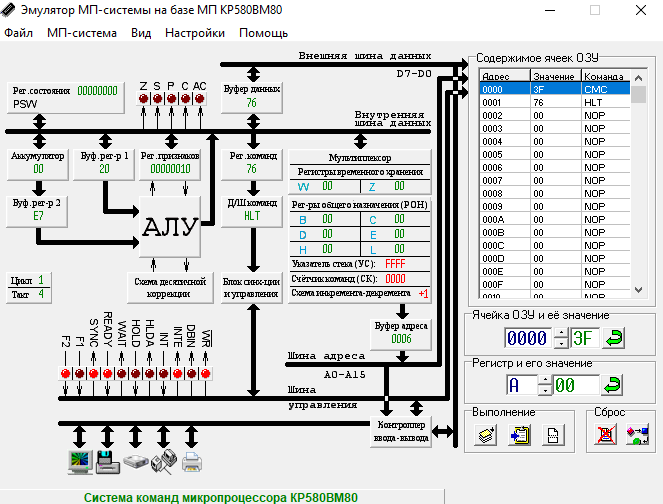 Эмулятор МП-системы на базе МП КР580ВМ80
Файл МП-система Вид Настройки Помощь
Внешняя шина данных
D7-D0
Рег.состояния 00000000
PSW
Z S P C AC
Буфер данных
76
Внутренняя
шина данных
Аккумулятор
00
Буф.рег-р 1
20
Рег.признаков
00000010
Рег.команд
76
Мультиплексор
Регистры временного хранения
W 00 Z 00
Буф.рег-р 2
E7
АЛУ
Д/Ш команд
HLT
Рег-ры общего назначения (РОН)
B 00 C 00
D 00 E 00
H 00 L 00
Указатель стека (УС): FFFF
Счётчик команд (СК): 0000
Схема инкремента-декремента +1
Цикл 1
Такт 4
Схема десятичной
коррекции
Блок синх-ции
и управления
Буфер адреса
0006
F2 F1 SYNC READY WAIT HOLD HLDA INT INTE DBIN WR
Шина адреса
A0-A15
Шина
управления
Контроллер
ввода-вывода
Содержимое ячеек ОЗУ
Адрес Значение Команда
0000 3F CMC
0001 76 HLT
0002 00 NOP
0003 00 NOP
0004 00 NOP
0005 00 NOP
0006 00 NOP
0007 00 NOP
0008 00 NOP
0009 00 NOP
000A 00 NOP
000B 00 NOP
000C 00 NOP
000D 00 NOP
000E 00 NOP
000F 00 NOP
0010 00 NOP
Ячейка ОЗУ и её значение
0000 3F
Регистр и его значение
A 00
Выполнение
Сброс
Система команд микропроцессора КР580ВМ80